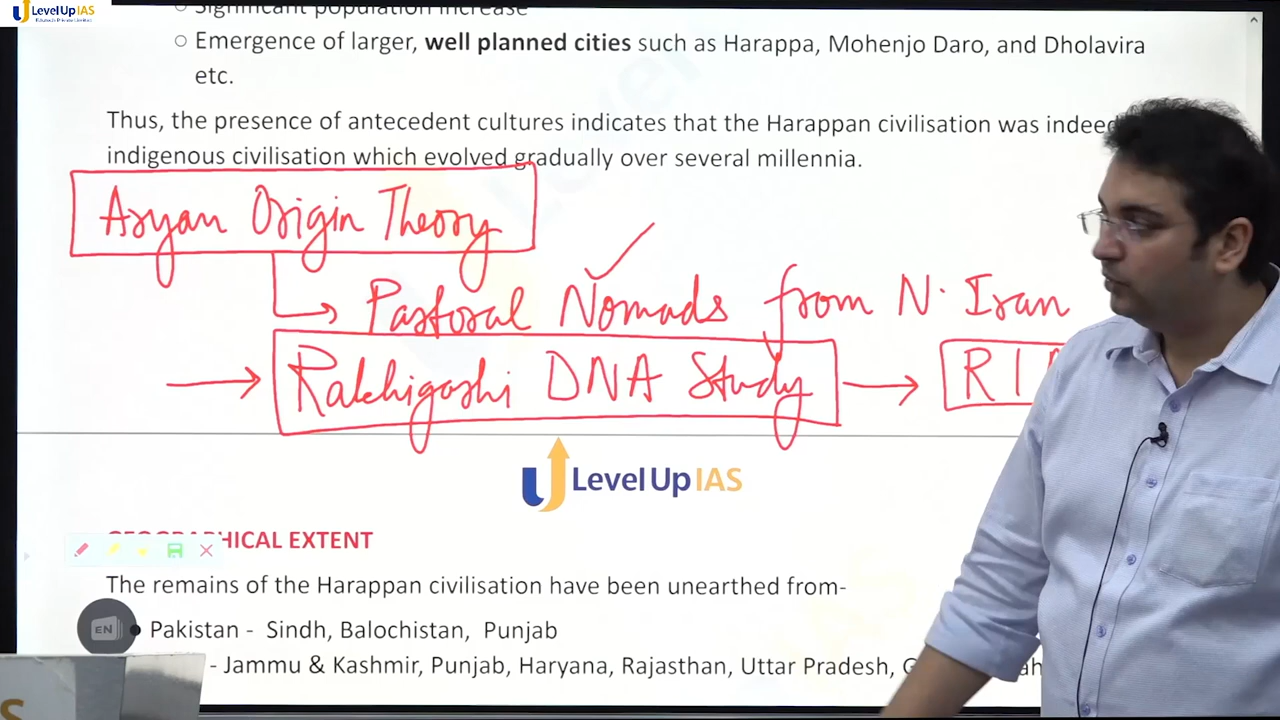 LevelUp IAS
Significant population increase
Emergence of larger, well planned cities such as Harappa, Mohenjo Daro, and Dholavira
etc.
Thus, the presence of antecedent cultures indicates that the Harappan civilisation was indeed
indigenous civilisation which evolved gradually over several millennia.
Aryan Origin Theory
Pastoral Nomads from N. Iran
Rakhigarhi DNA Study
RI
LevelUp IAS
GEOGRAPHICAL EXTENT
The remains of the Harappan civilisation have been unearthed from-
EN
Pakistan - Sindh, Balochistan, Punjab
- Jammu & Kashmir, Punjab, Haryana, Rajasthan, Uttar Pradesh,